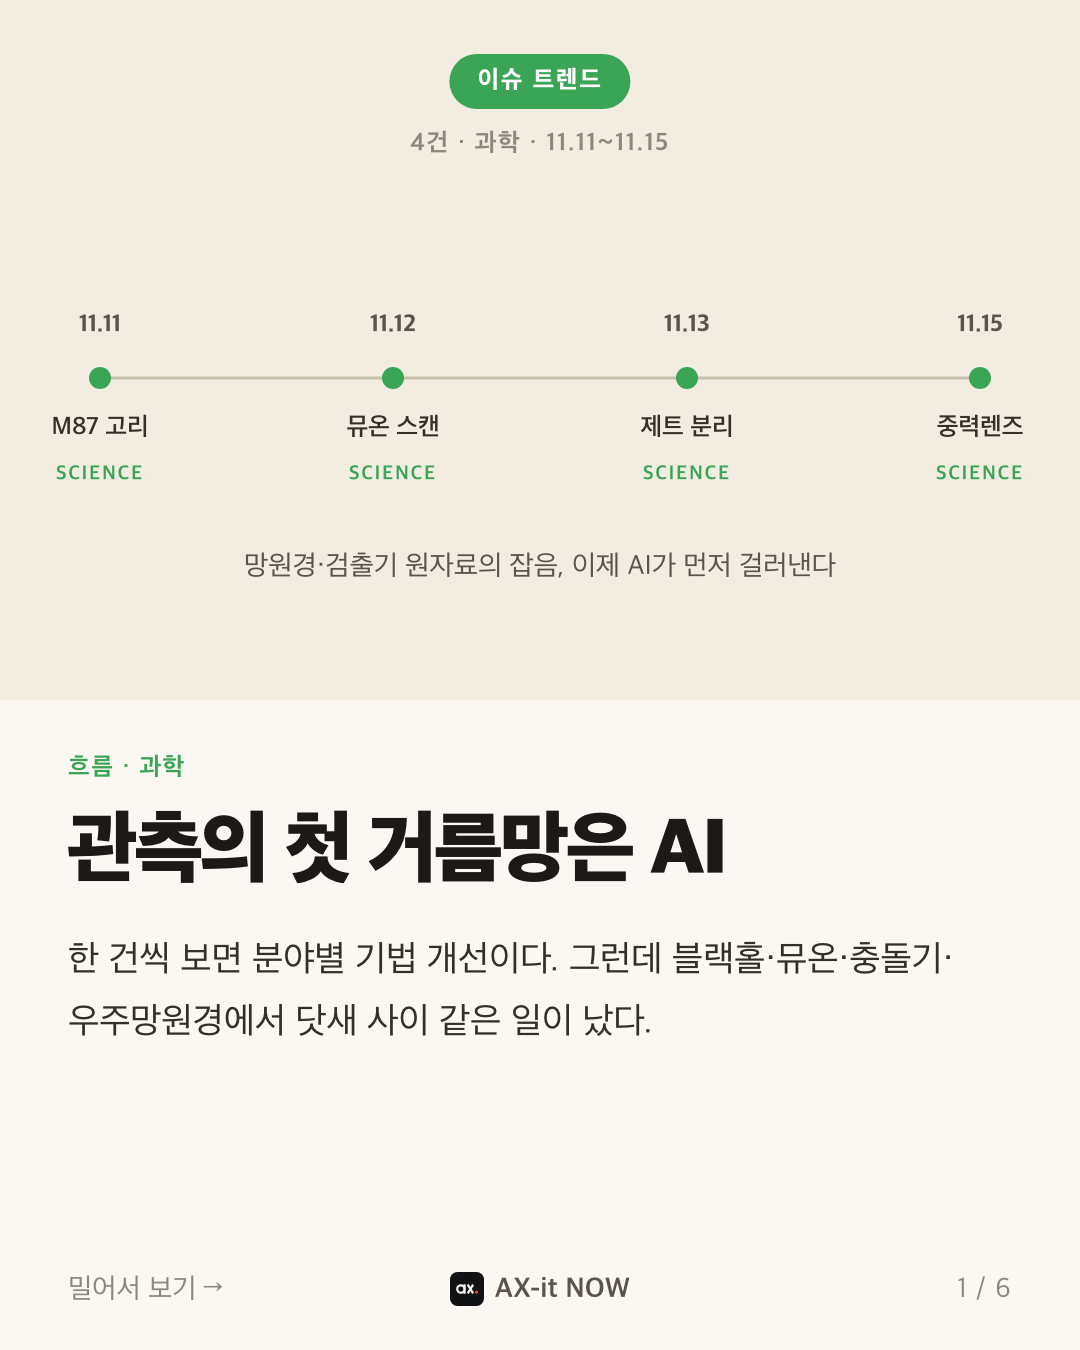 이슈 트렌드
4건 · 과학 · 11.11~11.15
11.11 11.12 11.13 11.15
M87 고리 뮤온 스캔 제트 분리 중력렌즈
SCIENCE SCIENCE SCIENCE SCIENCE
망원경·검출기 원자료의 잡음, 이제 AI가 먼저 걸러낸다
흐름 · 과학
관측의 첫 거름망은 AI
한 건씩 보면 분야별 기법 개선이다. 그런데 블랙홀·뮤온·충돌기·
우주망원경에서 닷새 사이 같은 일이 났다.
밀어서 보기 → ax. AX-it NOW 1 / 6